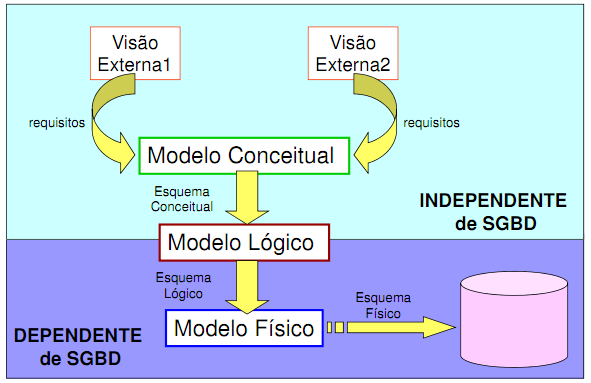 Visão
Externa1
Visão
Externa2
requisitos
requisitos
Modelo Conceitual
Esquema
Conceitual
INDEPENDENTE
de SGBD
Modelo Lógico
Esquema
Lógico
Esquema
Físico
Modelo Físico
DEPENDENTE
de SGBD